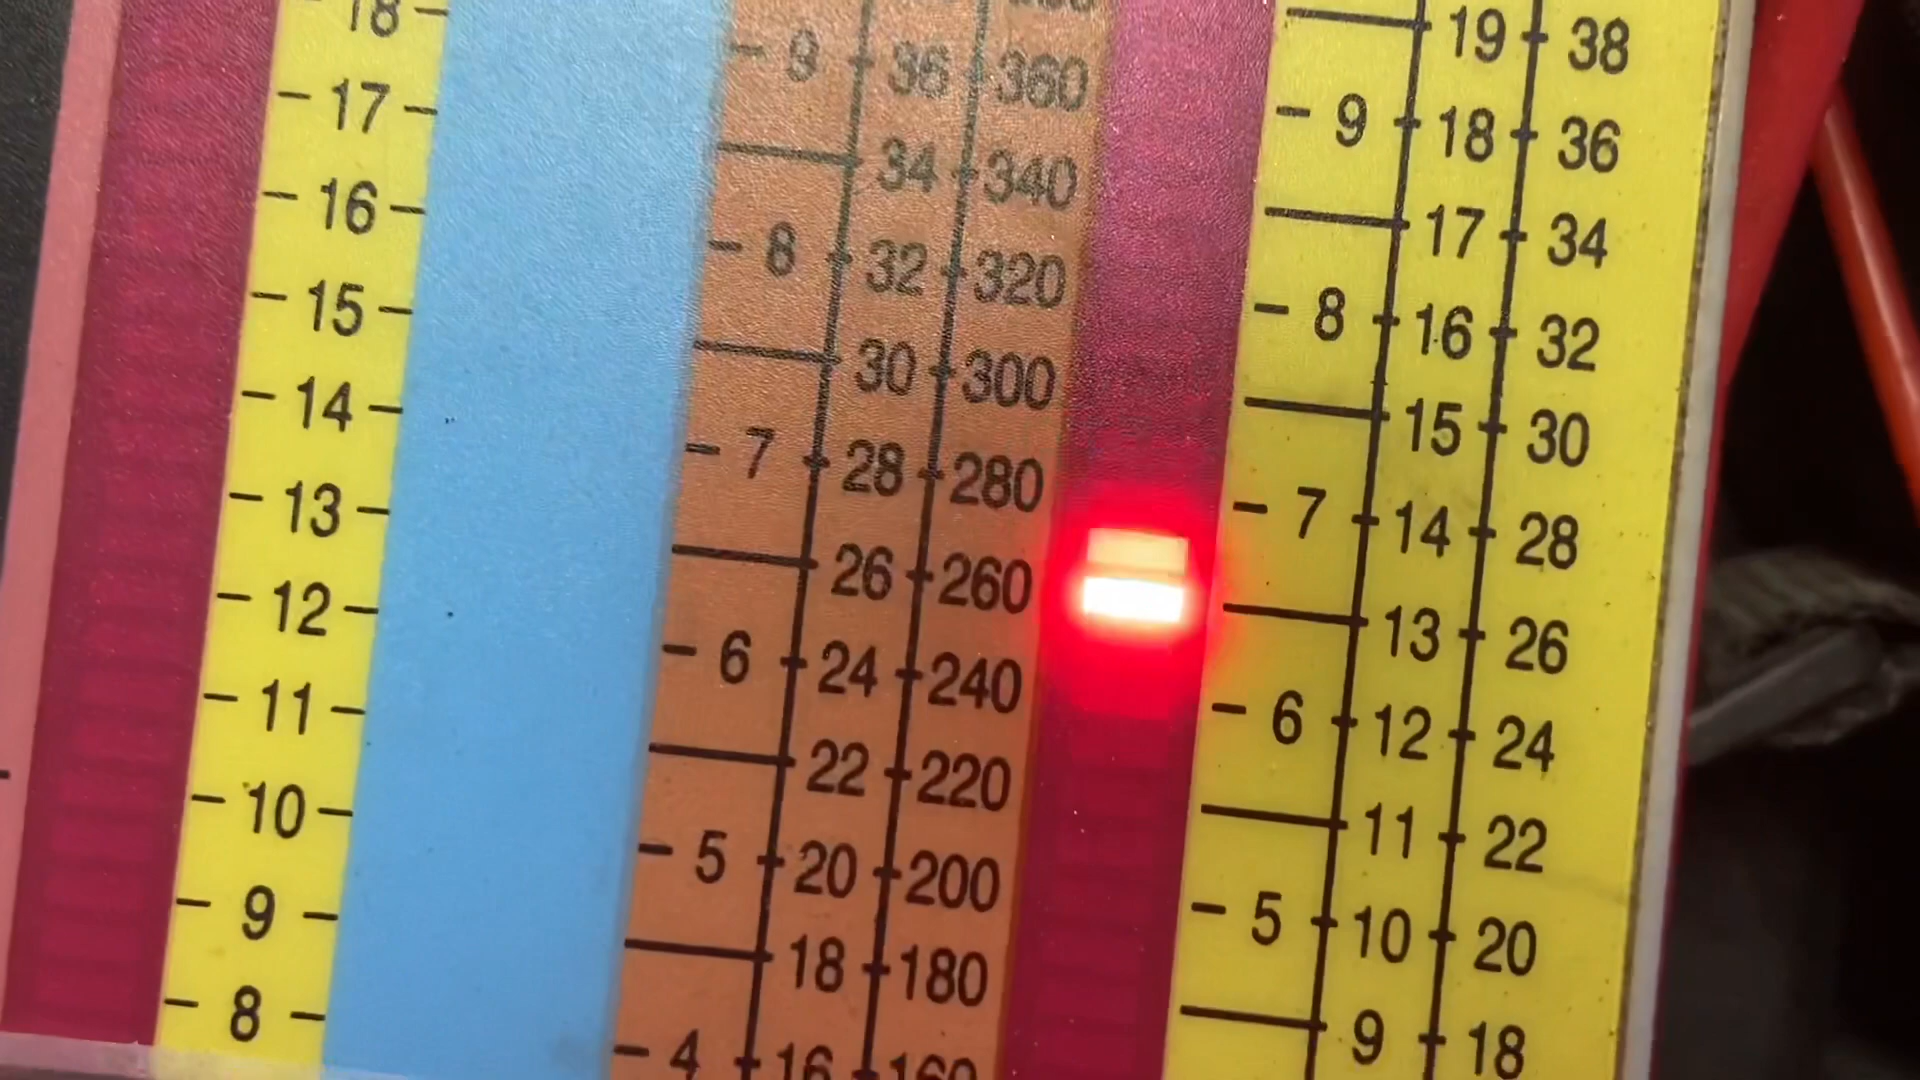 18
17
16
15
14
13
12
11
10
9
8
9 36 360
34 340
8 32 320
30 300
7 28 280
26 260
6 24 240
22 220
5 20 200
18 180
4 16 160
19 38
9 18 36
17 34
8 16 32
15 30
7 14 28
13 26
6 12 24
11 22
5 10 20
9 18